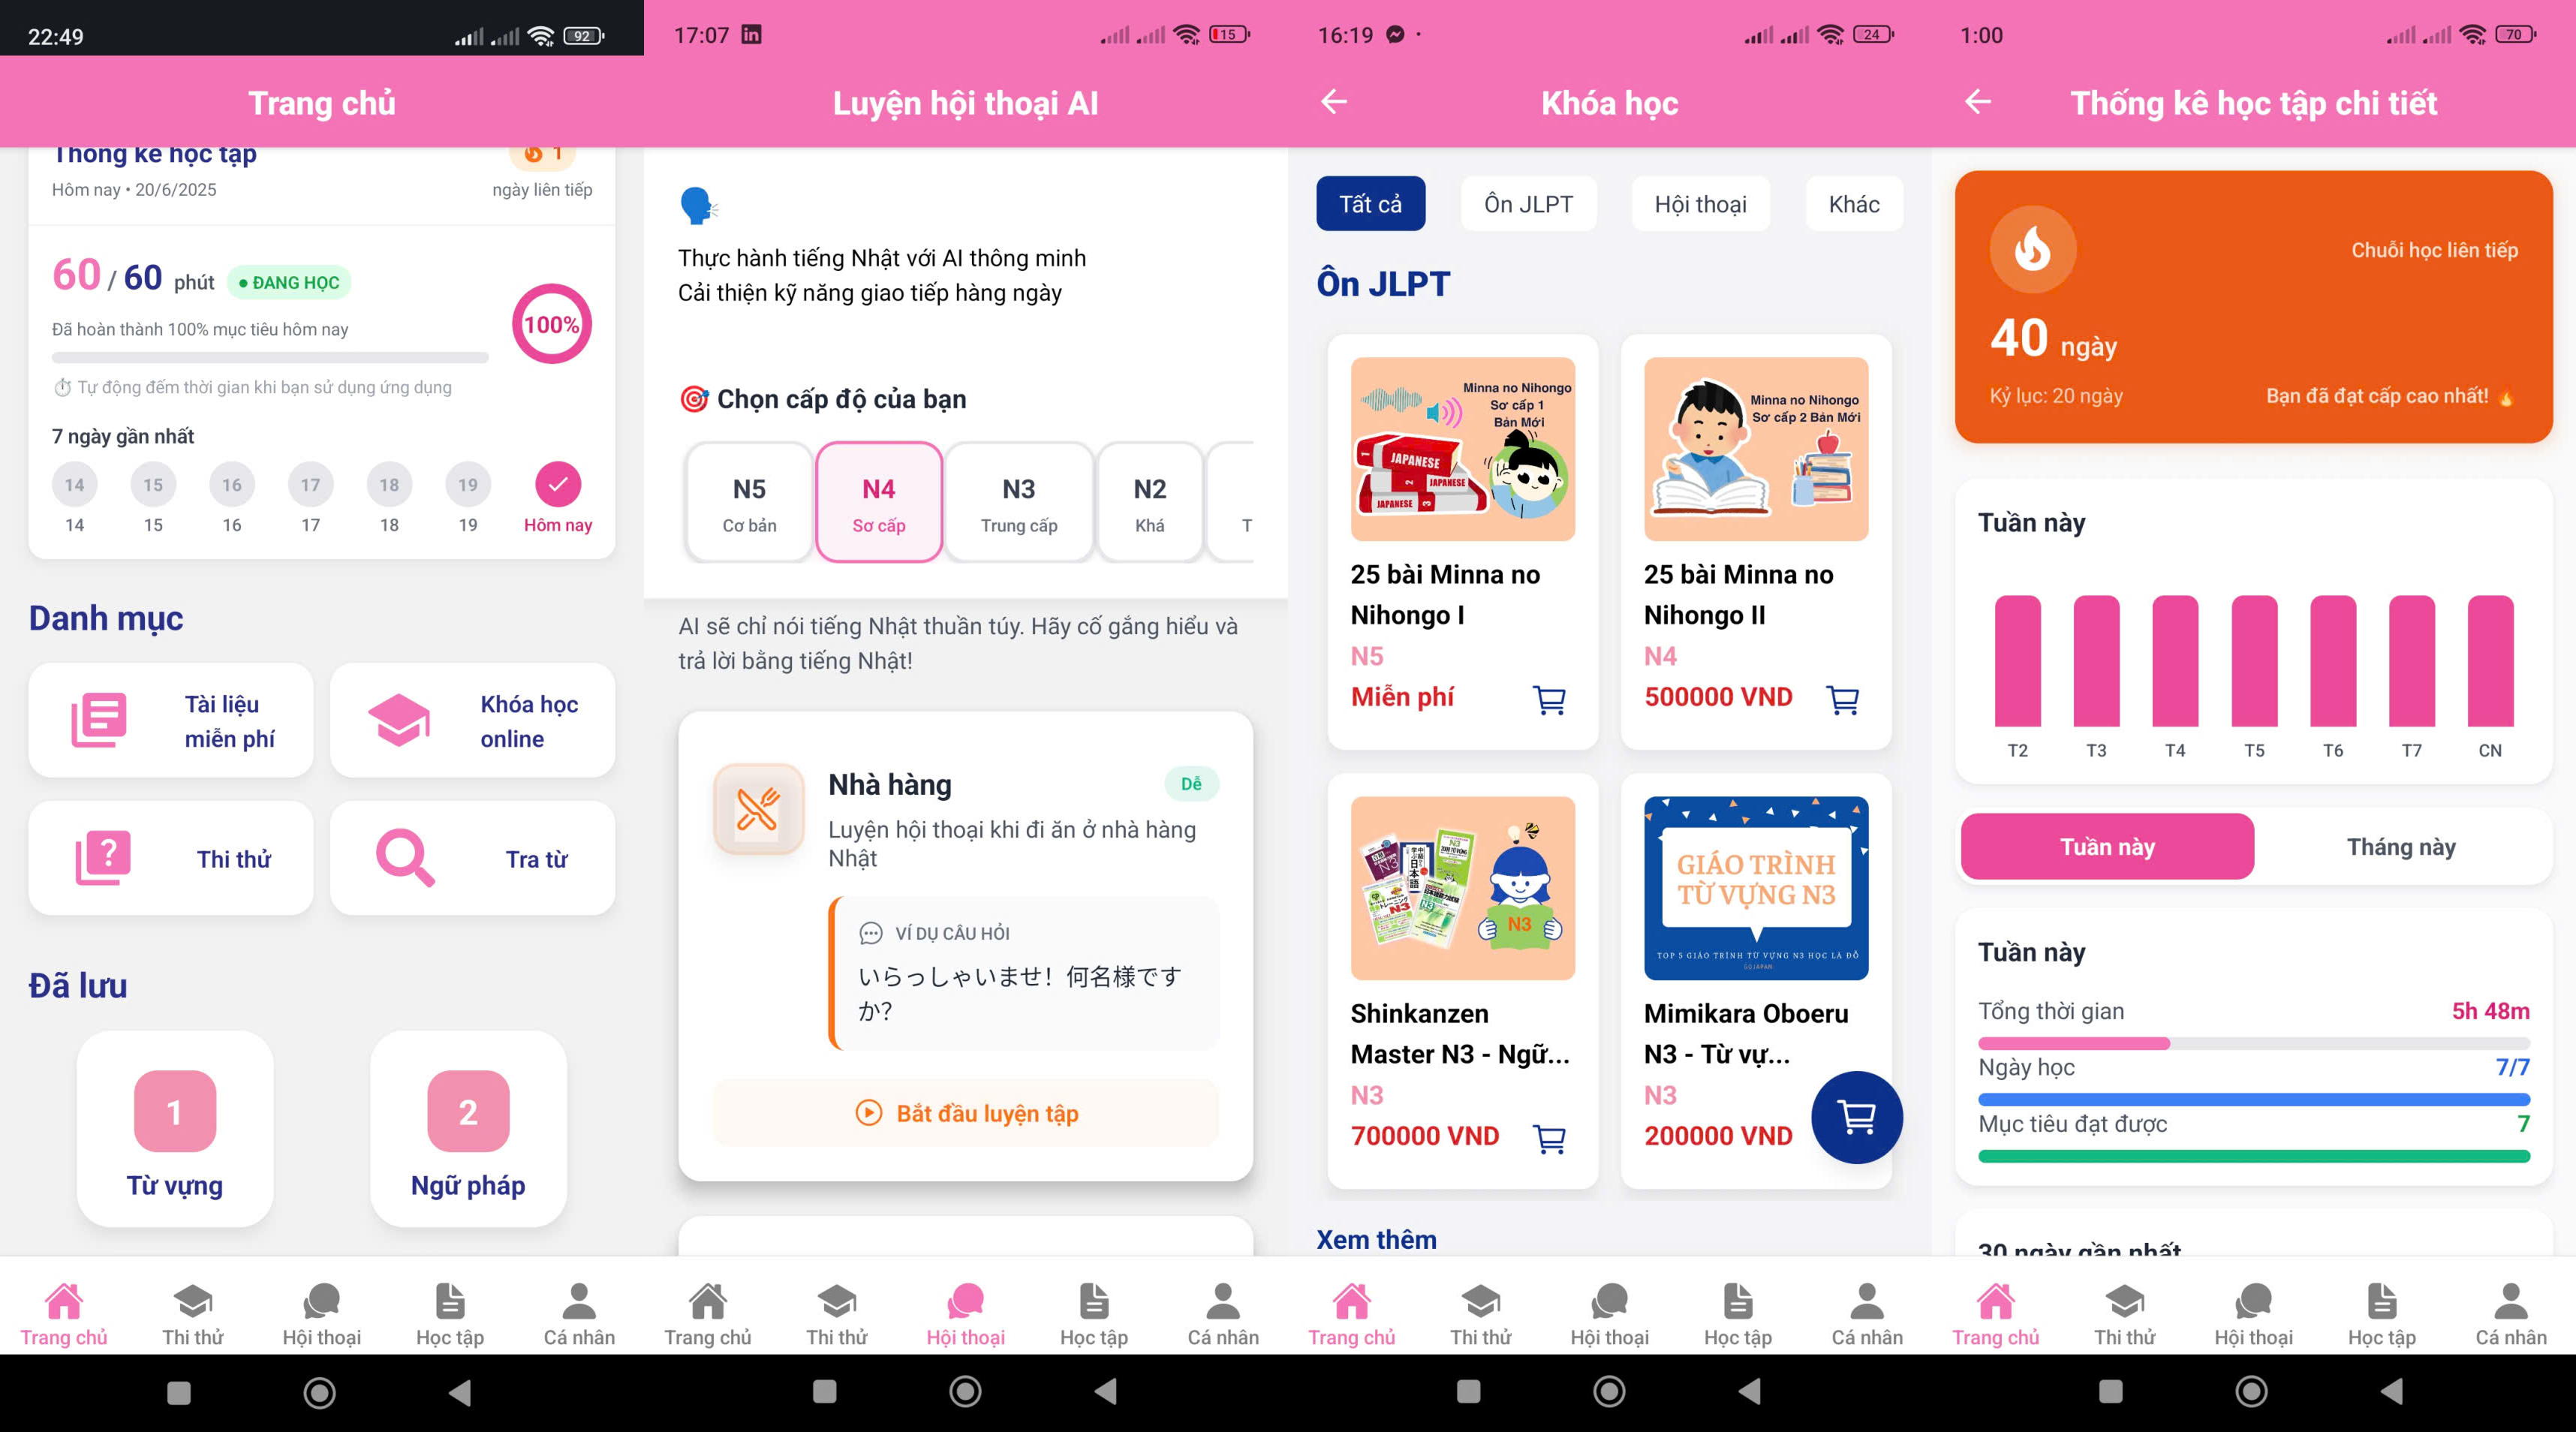 22:49
92
Trang chủ
Thống kê học tập
1
Hôm nay • 20/6/2025
ngày liên tiếp
60 / 60 phút
• ĐANG HỌC
100%
Đã hoàn thành 100% mục tiêu hôm nay
Tự động đếm thời gian khi bạn sử dụng ứng dụng
7 ngày gần nhất
14 15 16 17 18 19
14 15 16 17 18 19 Hôm nay
Danh mục
Tài liệu
miễn phí
Khóa học
online
Thi thử
Tra từ
Đã lưu
1
Từ vựng
2
Ngữ pháp
Trang chủ Thi thử Hội thoại Học tập Cá nhân
17:07 in
15
Luyện hội thoại AI
Thực hành tiếng Nhật với AI thông minh
Cải thiện kỹ năng giao tiếp hàng ngày
Chọn cấp độ của bạn
N5
Cơ bản
N4
Sơ cấp
N3
Trung cấp
N2
Khá
T
AI sẽ chỉ nói tiếng Nhật thuần túy. Hãy cố gắng hiểu và
trả lời bằng tiếng Nhật!
Nhà hàng
Dễ
Luyện hội thoại khi đi ăn ở nhà hàng
Nhật
VÍ DỤ CÂU HỎI
いらっしゃいませ！何名様です
か？
Bắt đầu luyện tập
Trang chủ Thi thử Hội thoại Học tập Cá nhân
16:19
24
Khóa học
Tất cả
Ôn JLPT
Hội thoại
Khác
Ôn JLPT
Minna no Nihongo
Sơ cấp 1
Bản Mới
JAPANESE
JAPANESE
JAPANESE
25 bài Minna no
Nihongo I
N5
Miễn phí
Minna no Nihongo
Sơ cấp 2 Bản Mới
25 bài Minna no
Nihongo II
N4
500000 VND
N3
Shinkanzen
Master N3 - Ngữ...
N3
700000 VND
GIÁO TRÌNH
TỪ VỰNG N3
TOP 5 GIÁO TRÌNH TỪ VỰNG N3 HỌC LÀ ĐỖ
GOJAPAN
Mimikara Oboeru
N3 - Từ vự...
N3
200000 VND
Xem thêm
Trang chủ Thi thử Hội thoại Học tập Cá nhân
1:00
70
Thống kê học tập chi tiết
Chuỗi học liên tiếp
40 ngày
Kỷ lục: 20 ngày
Bạn đã đạt cấp cao nhất!
Tuần này
T2 T3 T4 T5 T6 T7 CN
Tuần này
Tháng này
Tuần này
Tổng thời gian
5h 48m
Ngày học
7/7
Mục tiêu đạt được
7
30 ngày gần nhất
Trang chủ Thi thử Hội thoại Học tập Cá nhân